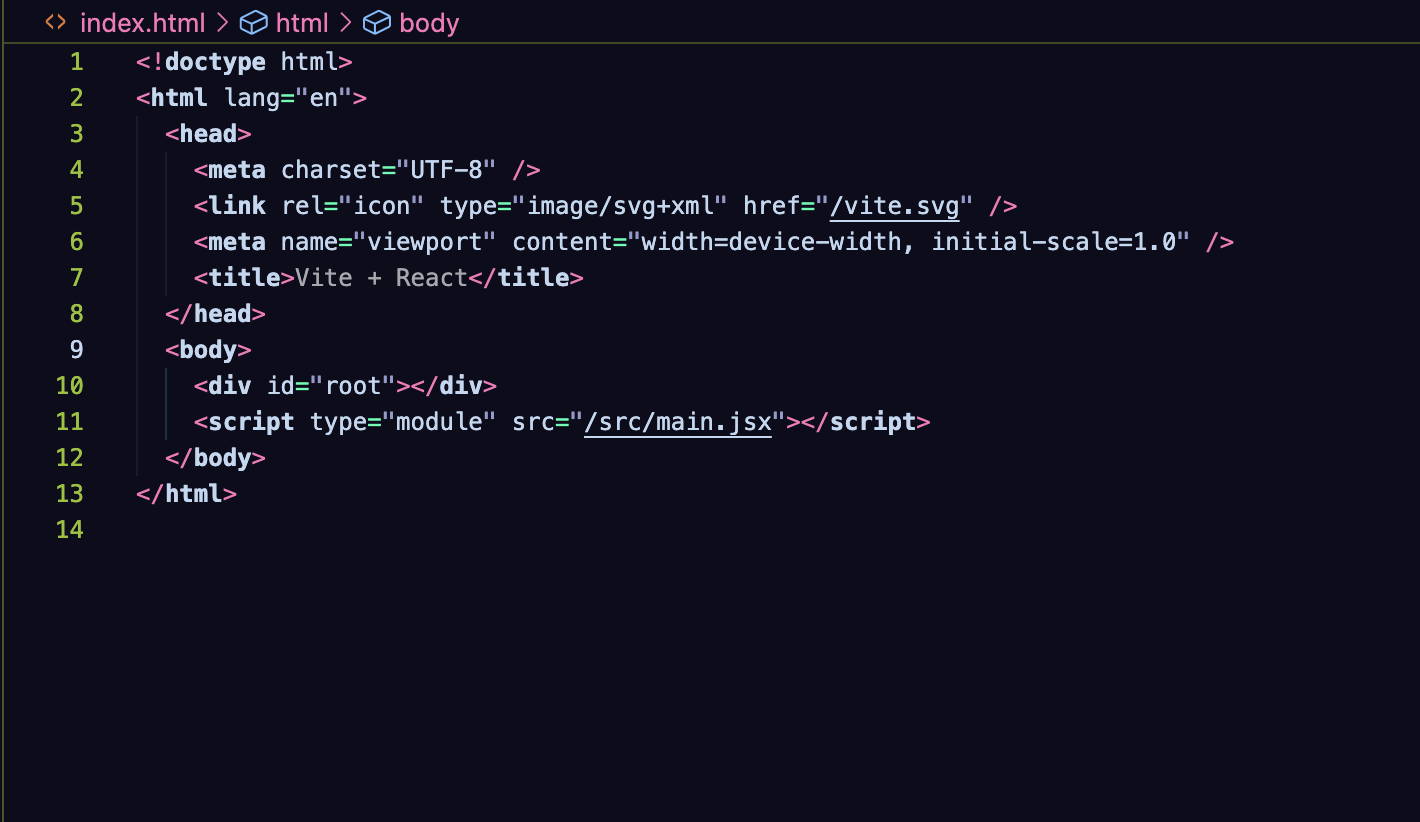 <> index.html > html > body
1 <!doctype html>
2 <html lang="en">
3 <head>
4 <meta charset="UTF-8" />
5 <link rel="icon" type="image/svg+xml" href="/vite.svg" />
6 <meta name="viewport" content="width=device-width, initial-scale=1.0" />
7 <title>Vite + React</title>
8 </head>
9 <body>
10 <div id="root"></div>
11 <script type="module" src="/src/main.jsx"></script>
12 </body>
13 </html>
14